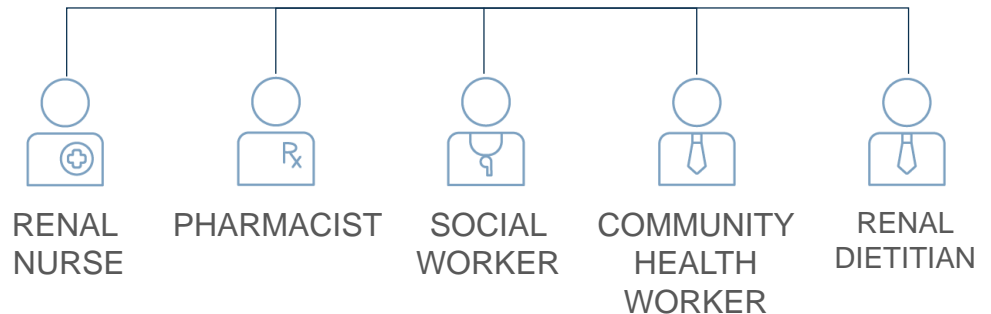 Rx
RENAL
NURSE
PHARMACIST
SOCIAL
WORKER
COMMUNITY
HEALTH
WORKER
RENAL
DIETITIAN